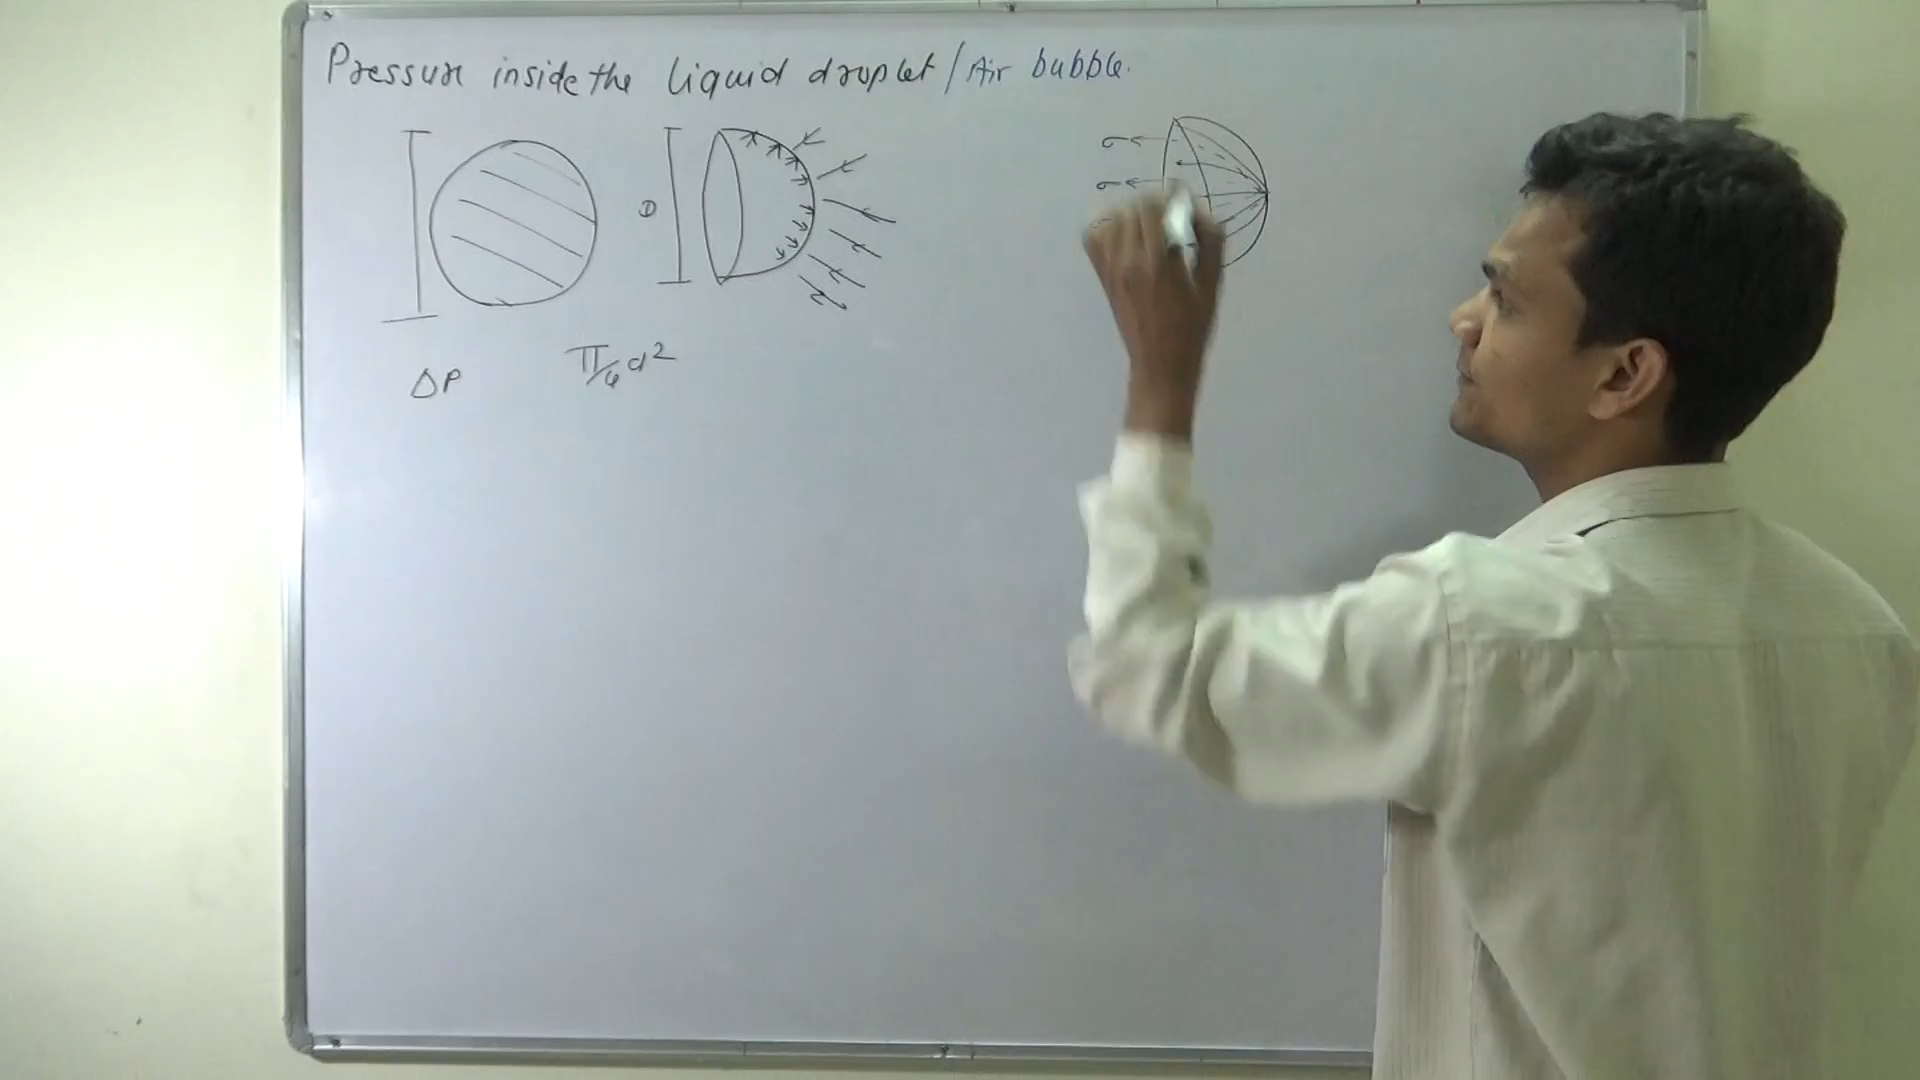 Pressure inside the liquid droplet / Air bubble.
D
σ
σ
ΔP
π/4 d²